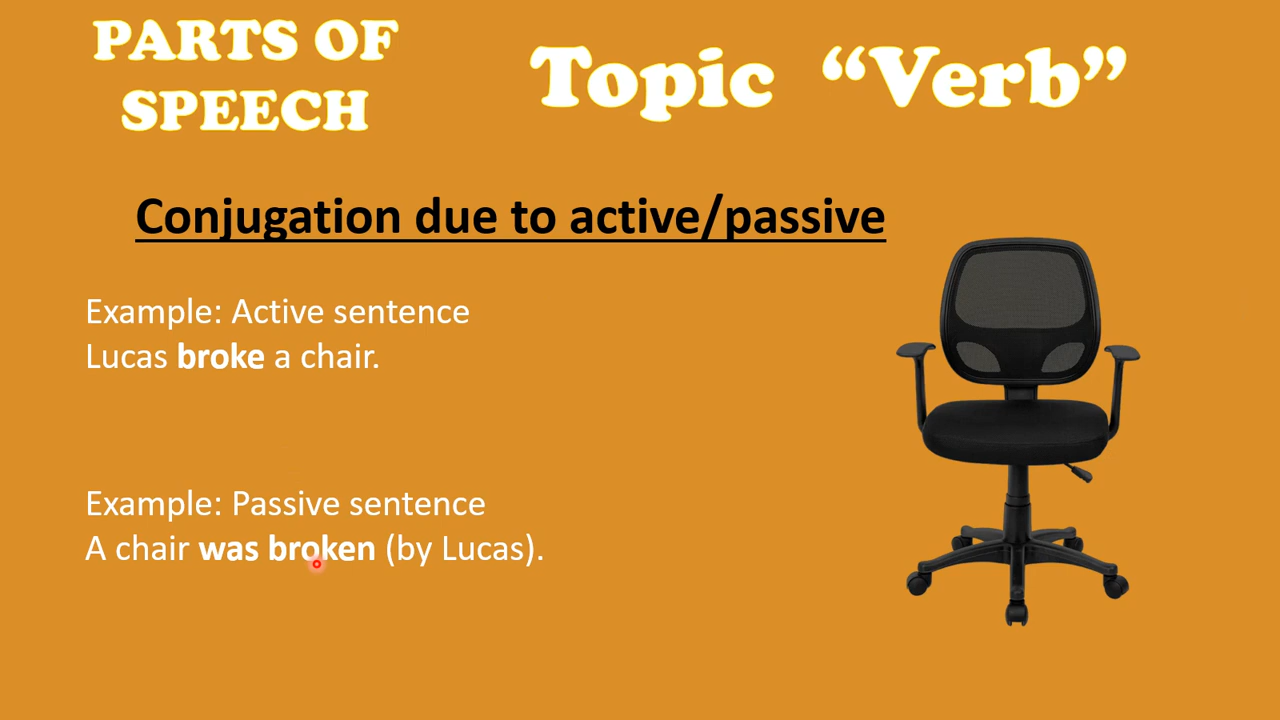 PARTS OF
SPEECH
Topic “Verb”
Conjugation due to active/passive
Example: Active sentence
Lucas broke a chair.
Example: Passive sentence
A chair was broken (by Lucas).